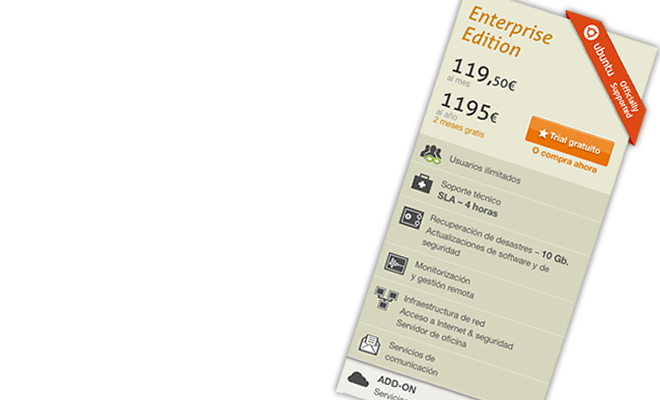 Enterprise
Edition
ubuntu
Officially
Supported
119,50€
al mes
1195€
al año
2 meses gratis
Trial gratuito
O compra ahora
Usuarios ilimitados
Soporte técnico
SLA – 4 horas
Recuperación de desastres – 10 Gb.
Actualizaciones de software y de
seguridad
Monitorización
y gestión remota
Infraestructura de red
Acceso a Internet & seguridad
Servidor de oficina
Servicios de
comunicación
ADD-ON
Servicios